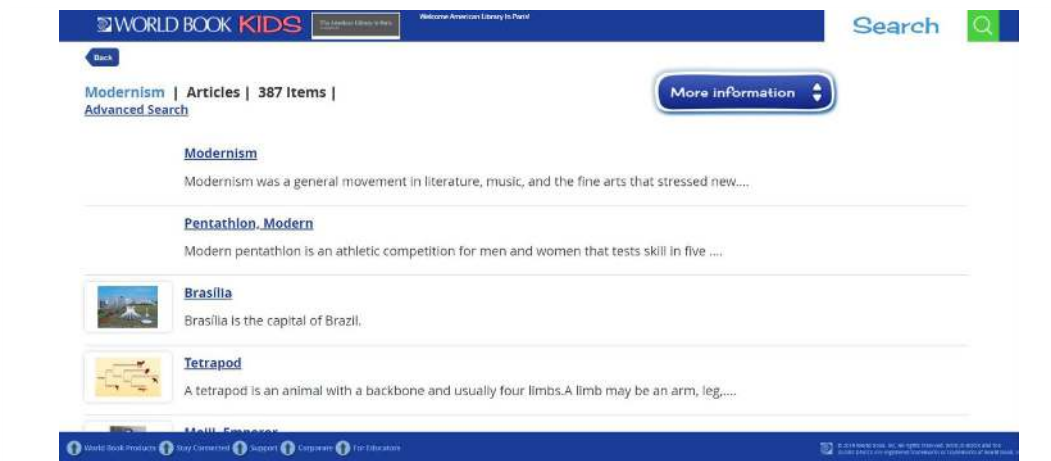 WORLD BOOK KIDS
Welcome American Library In Paris!
Search
Back
Modernism | Articles | 387 Items |
More information
Advanced Search
Modernism
Modernism was a general movement in literature, music, and the fine arts that stressed new....
Pentathlon, Modern
Modern pentathlon is an athletic competition for men and women that tests skill in five ....
Brasília
Brasília is the capital of Brazil.
Tetrapod
A tetrapod is an animal with a backbone and usually four limbs.A limb may be an arm, leg,.....
Meiji, Emperor
World Book Products Stay Connected Support Corporate For Educators